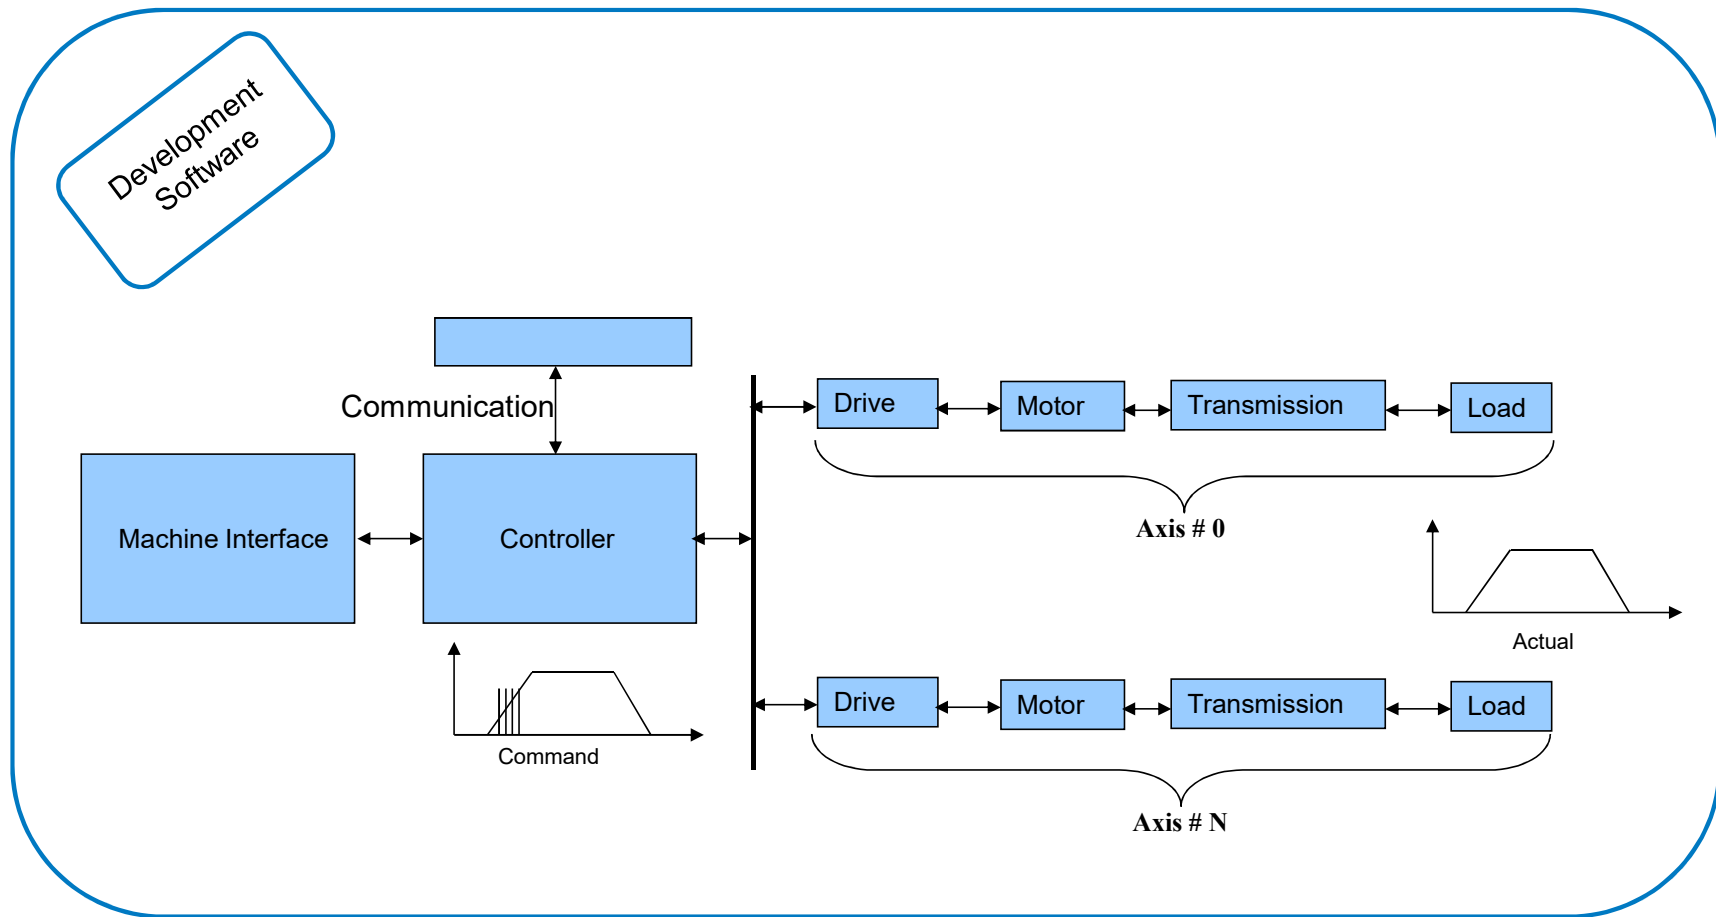 Development
Software
Communication
Machine Interface
Controller
Drive
Motor
Transmission
Load
Axis # 0
Actual
Command
Drive
Motor
Transmission
Load
Axis # N